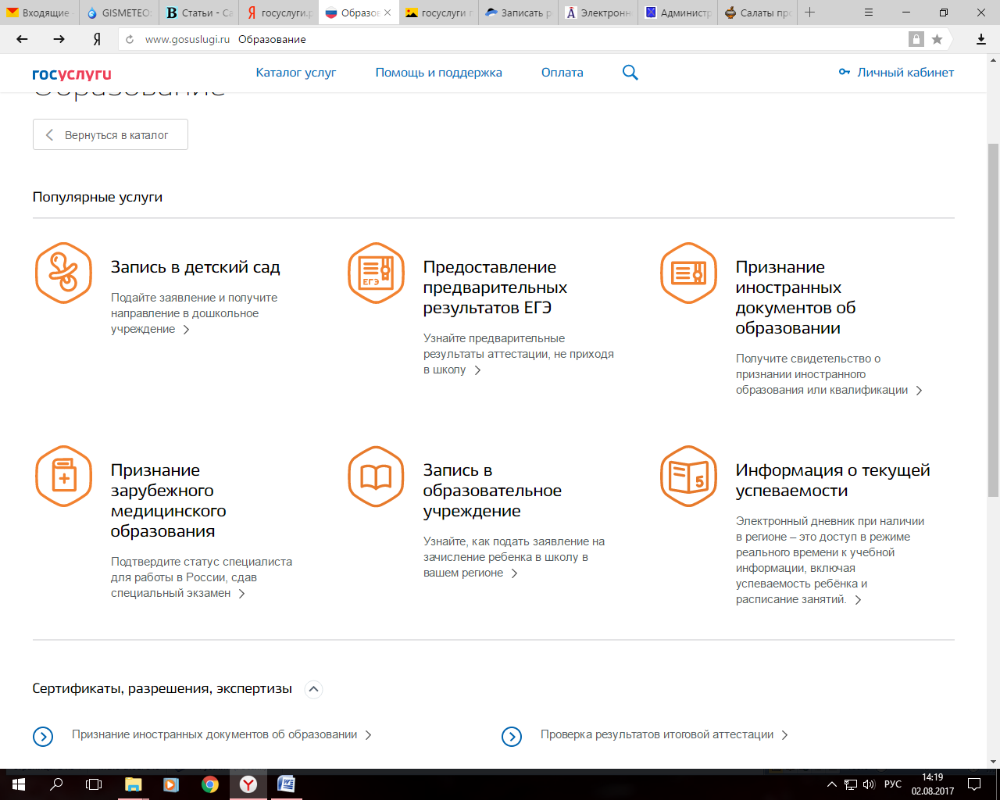 Входящие
GISMETEO:
Статьи - Са
госуслуги.р
Образов
госуслуги
Записать р
Электронн
Администр
Салаты про
www.gosuslugi.ru Образование
госуслуги
Каталог услуг
Помощь и поддержка
Оплата
Личный кабинет
Образование
Вернуться в каталог
Популярные услуги
Запись в детский сад
Подайте заявление и получите
направление в дошкольное
учреждение
ЕГЭ
Предоставление
предварительных
результатов ЕГЭ
Узнайте предварительные
результаты аттестации, не приходя
в школу
Признание
иностранных
документов об
образовании
Получите свидетельство о
признании иностранного
образования или квалификации
Признание
зарубежного
медицинского
образования
Подтвердите статус специалиста
для работы в России, сдав
специальный экзамен
Запись в
образовательное
учреждение
Узнайте, как подать заявление на
зачисление ребенка в школу в
вашем регионе
5
Информация о текущей
успеваемости
Электронный дневник при наличии
в регионе – это доступ в режиме
реального времени к учебной
информации, включая
успеваемость ребёнка и
расписание занятий.
Сертификаты, разрешения, экспертизы
Признание иностранных документов об образовании
Проверка результатов итоговой аттестации
РУС
14:19
02.08.2017